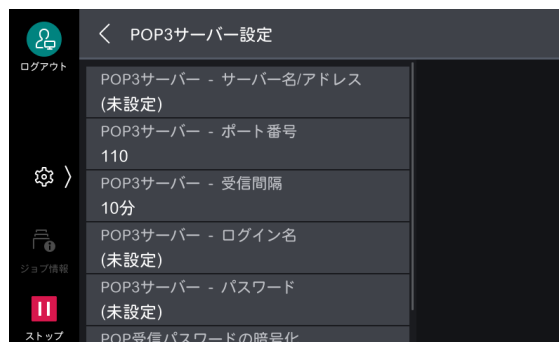 POP3サーバー設定
ログアウト
POP3サーバー - サーバー名/アドレス
(未設定)
POP3サーバー - ポート番号
110
POP3サーバー - 受信間隔
10分
POP3サーバー - ログイン名
(未設定)
ジョブ情報
POP3サーバー - パスワード
(未設定)
ストップ
POP受信パスワードの暗号化